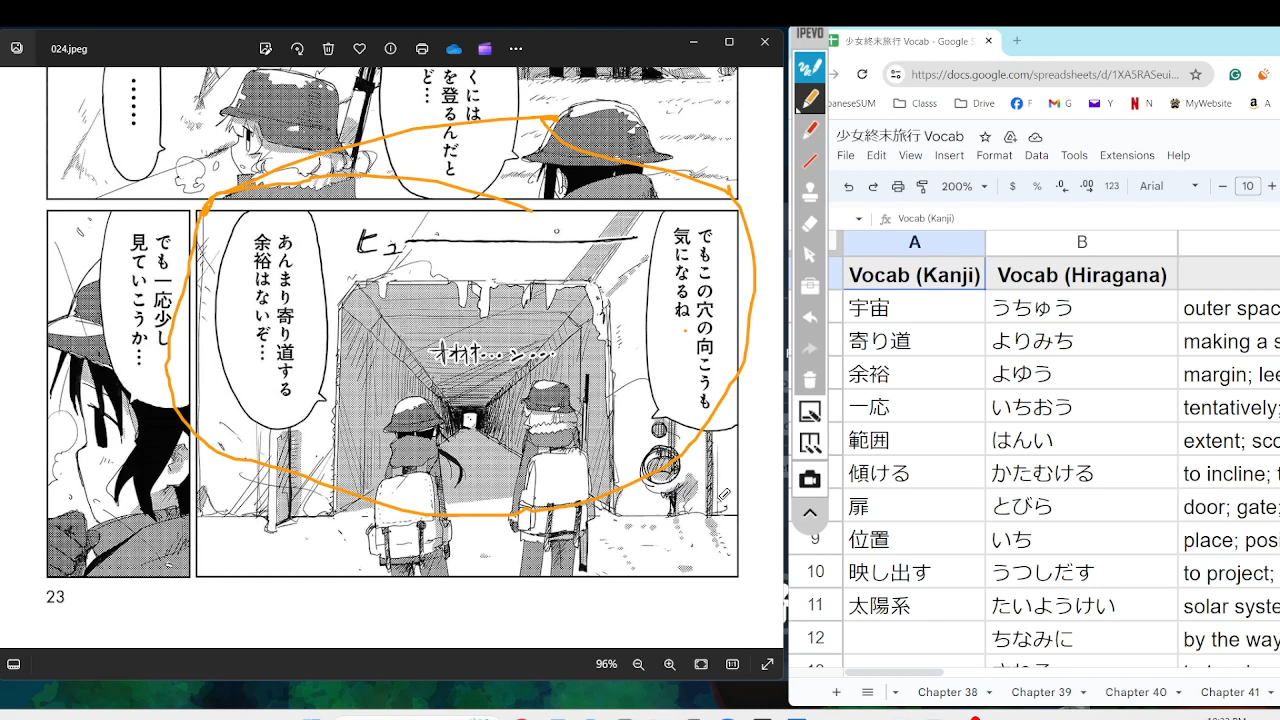 024.jpeg
くには
を登るんだと
ど…
………
でもこの穴の向こうも
気になるね
ヒュー
オオオ…ン…
あんまり寄り道する
余裕はないぞ…
でも一応少し
見ていこうか…
23
96%
IPEVO
少女終末旅行 Vocab - Google S
https://docs.google.com/spreadsheets/d/1XA5RASeui...
paneseSUM
Classs
Drive
F
G
Y
N
MyWebsite
A
少女終末旅行 Vocab
File Edit View Insert Format Data Tools Extensions Help
200%
$ % .0 .00 123 Arial − 10 +
fx Vocab (Kanji)
A B
Vocab (Kanji) Vocab (Hiragana)
宇宙 うちゅう outer spac
寄り道 よりみち making a s
余裕 よゆう margin; lee
一応 いちおう tentatively;
範囲 はんい extent; sco
傾ける かたむける to incline; t
扉 とびら door; gate;
9 位置 いち place; posi
10 映し出す うつしだす to project;
11 太陽系 たいようけい solar syste
12 ちなみに by the way
Chapter 38 Chapter 39 Chapter 40 Chapter 41